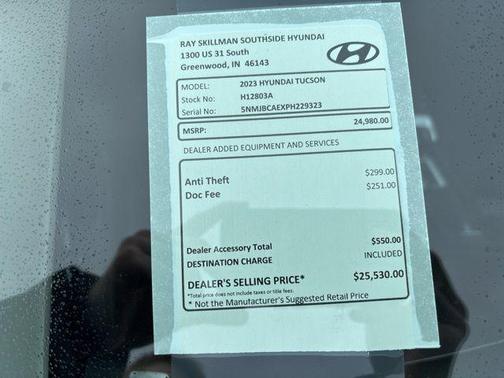 RAY SKILLMAN SOUTHSIDE HYUNDAI
1300 US 31 South
Greenwood, IN 46143
MODEL: 2023 HYUNDAI TUCSON
Stock No: H12803A
Serial No: 5NMJBCAEXPH229323
MSRP: 24,980.00
DEALER ADDED EQUIPMENT AND SERVICES
Anti Theft $299.00
Doc Fee $251.00
Dealer Accessory Total $550.00
DESTINATION CHARGE INCLUDED
DEALER'S SELLING PRICE* $25,530.00
*Total price does not include taxes or title fees.
* Not the Manufacturer's Suggested Retail Price